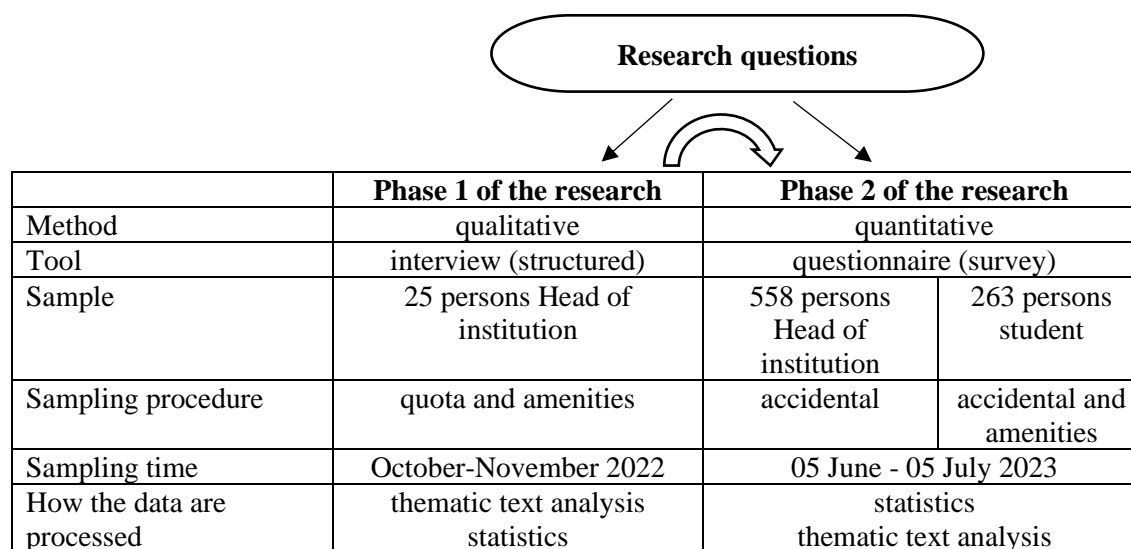 Research questions
Phase 1 of the research Phase 2 of the research
Method qualitative quantitative
Tool interview (structured) questionnaire (survey)
Sample 25 persons Head of 558 persons 263 persons
institution Head of student
institution
Sampling procedure quota and amenities accidental accidental and
amenities
Sampling time October-November 2022 05 June - 05 July 2023
How the data are thematic text analysis statistics
processed statistics thematic text analysis